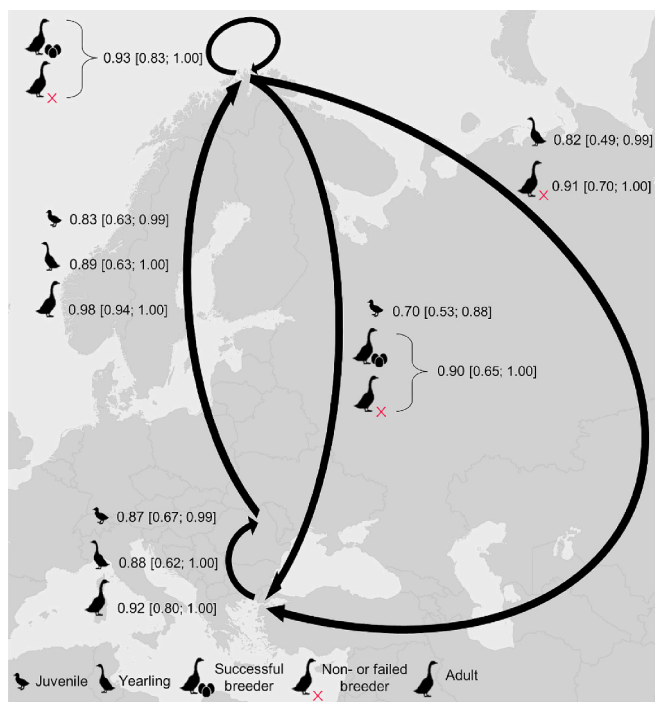 0.93 [0.83; 1.00]
0.82 [0.49; 0.99]
0.91 [0.70; 1.00]
0.83 [0.63; 0.99]
0.89 [0.63; 1.00]
0.98 [0.94; 1.00]
0.70 [0.53; 0.88]
0.90 [0.65; 1.00]
0.87 [0.67; 0.99]
0.88 [0.62; 1.00]
0.92 [0.80; 1.00]
Juvenile
Yearling
Successful
breeder
Non- or failed
breeder
Adult